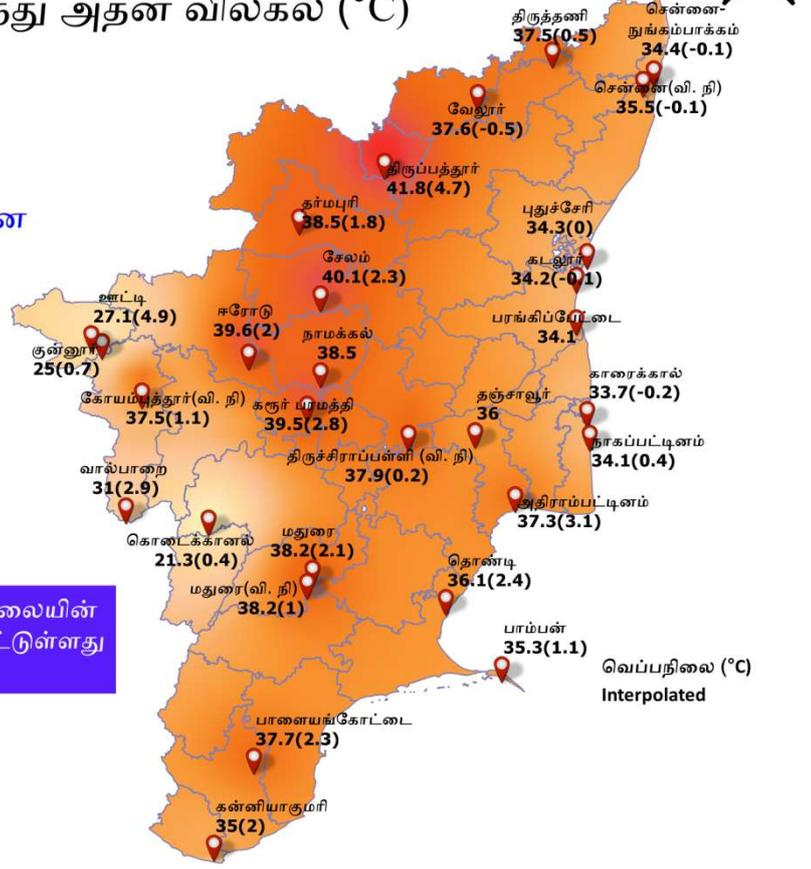 அதன் விலகல் (°C)
திருத்தணி
37.5(0.5)
சென்னை-
நுங்கம்பாக்கம்
34.4(-0.1)
சென்னை(வி. நி)
35.5(-0.1)
வேலூர்
37.6(-0.5)
திருப்பத்தூர்
41.8(4.7)
தர்மபுரி
38.5(1.8)
புதுச்சேரி
34.3(0)
சேலம்
40.1(2.3)
கடலூர்
34.2(-0.1)
ஊட்டி
27.1(4.9)
ஈரோடு
39.6(2)
பரங்கிப்பேட்டை
34.1
நாமக்கல்
38.5
குன்னூர்
25(0.7)
காரைக்கால்
33.7(-0.2)
கோயம்புத்தூர்(வி. நி)
37.5(1.1)
கரூர் பரமத்தி
39.5(2.8)
தஞ்சாவூர்
36
நாகப்பட்டினம்
34.1(0.4)
திருச்சிராப்பள்ளி (வி. நி)
37.9(0.2)
வால்பாறை
31(2.9)
அதிராம்பட்டினம்
37.3(3.1)
கொடைக்கானல்
21.3(0.4)
மதுரை
38.2(2.1)
தொண்டி
36.1(2.4)
மதுரை(வி. நி)
38.2(1)
பாம்பன்
35.3(1.1)
வெப்பநிலை (°C)
Interpolated
பாளையங்கோட்டை
37.7(2.3)
கன்னியாகுமரி
35(2)